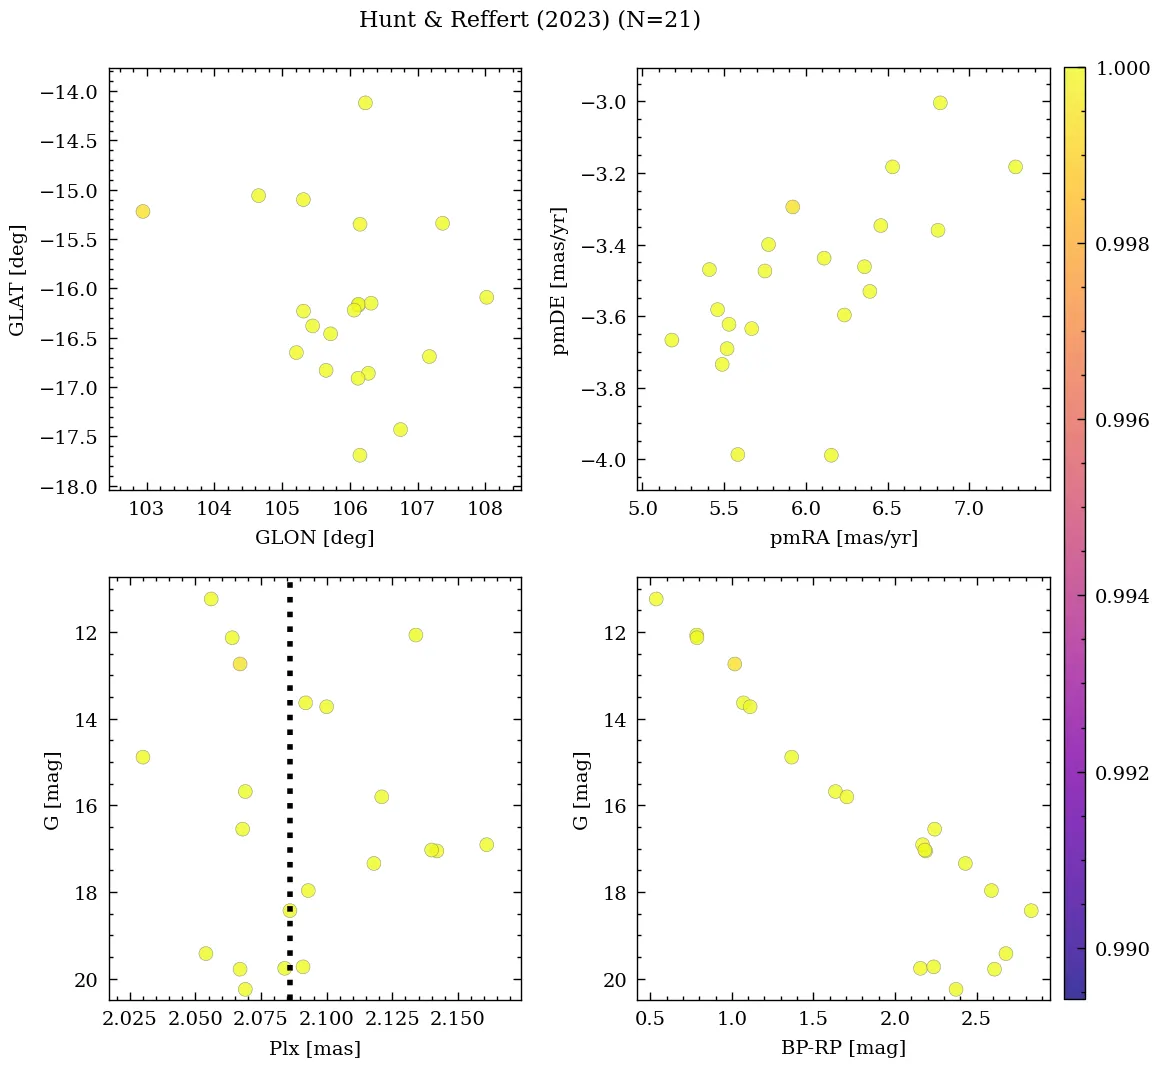 Hunt & Reffert (2023) (N=21)
−14.0
−14.5
−15.0
−15.5
−16.0
−16.5
−17.0
−17.5
−18.0
GLAT [deg]
103 104 105 106 107 108
GLON [deg]
−3.0
−3.2
−3.4
−3.6
−3.8
−4.0
pmDE [mas/yr]
5.0 5.5 6.0 6.5 7.0
pmRA [mas/yr]
12
14
16
18
20
G [mag]
2.025 2.050 2.075 2.100 2.125 2.150
Plx [mas]
12
14
16
18
20
G [mag]
0.5 1.0 1.5 2.0 2.5
BP-RP [mag]
1.000
0.998
0.996
0.994
0.992
0.990